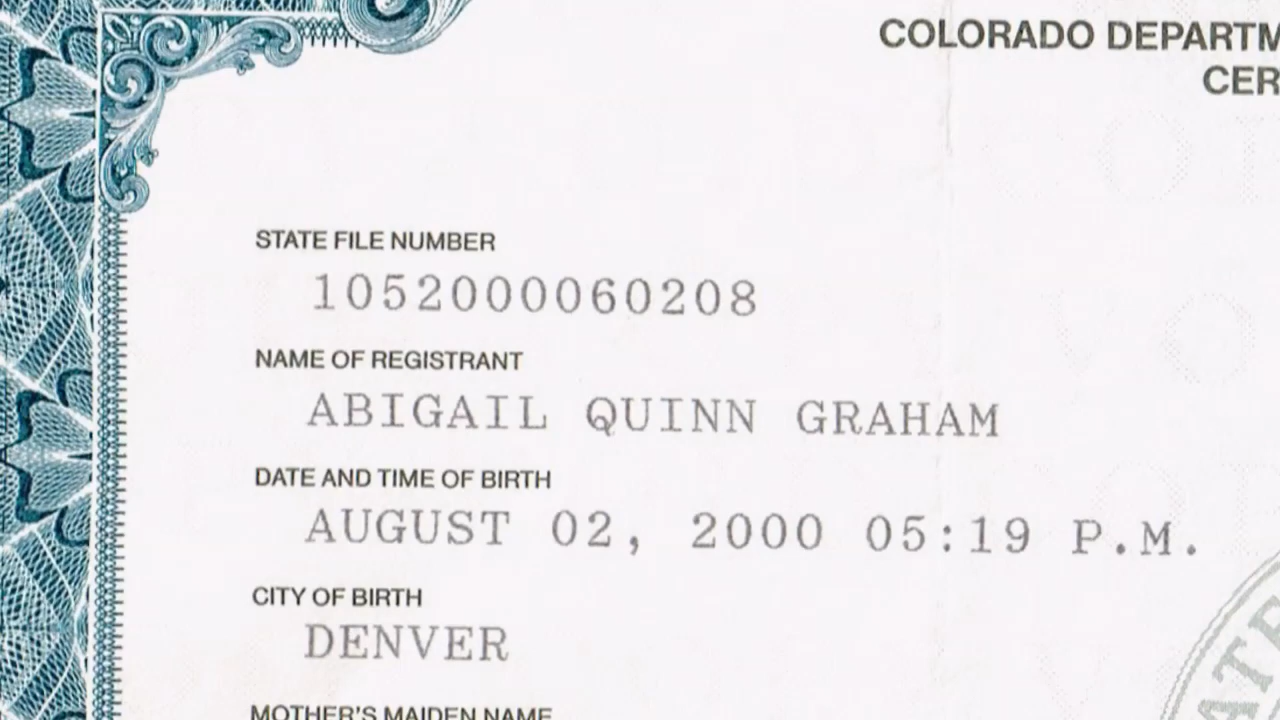 COLORADO DEPARTM
CER
STATE FILE NUMBER
1052000060208
NAME OF REGISTRANT
ABIGAIL QUINN GRAHAM
DATE AND TIME OF BIRTH
AUGUST 02, 2000 05:19 P.M.
CITY OF BIRTH
DENVER
MOTHER'S MAIDEN NAME